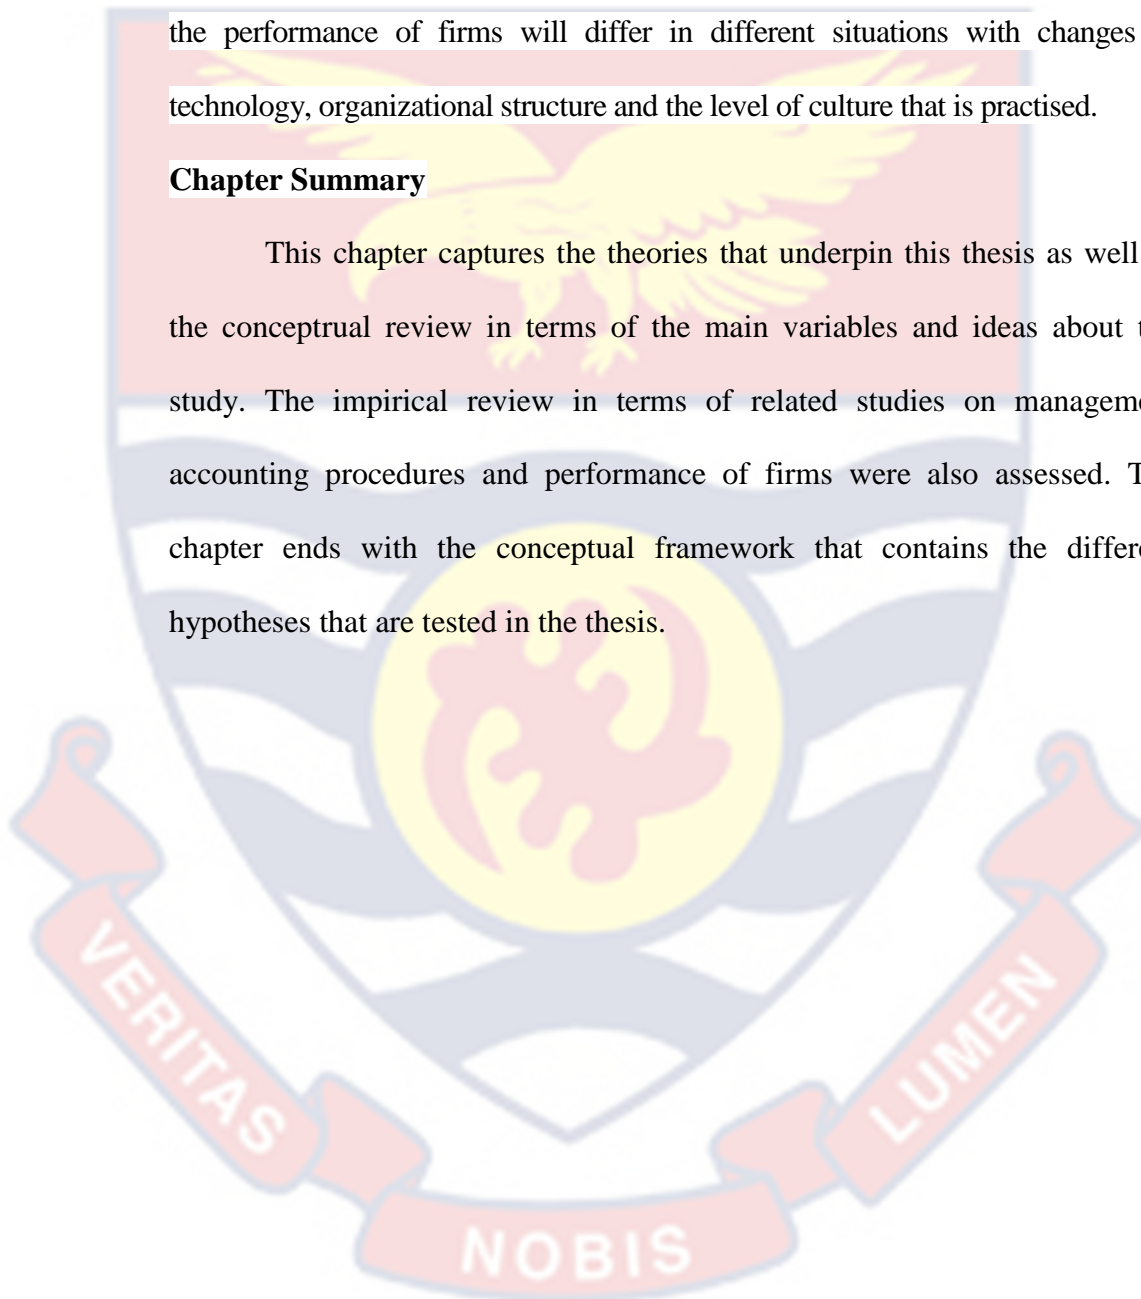 the performance of firms will differ in different situations with changes
technology, organizational structure and the level of culture that is practised.
Chapter Summary
This chapter captures the theories that underpin this thesis as well
the conceptrual review in terms of the main variables and ideas about t
study. The impirical review in terms of related studies on manageme
accounting procedures and performance of firms were also assessed. T
chapter ends with the conceptual framework that contains the differe
hypotheses that are tested in the thesis.
VERITAS
NOBIS
LUMEN